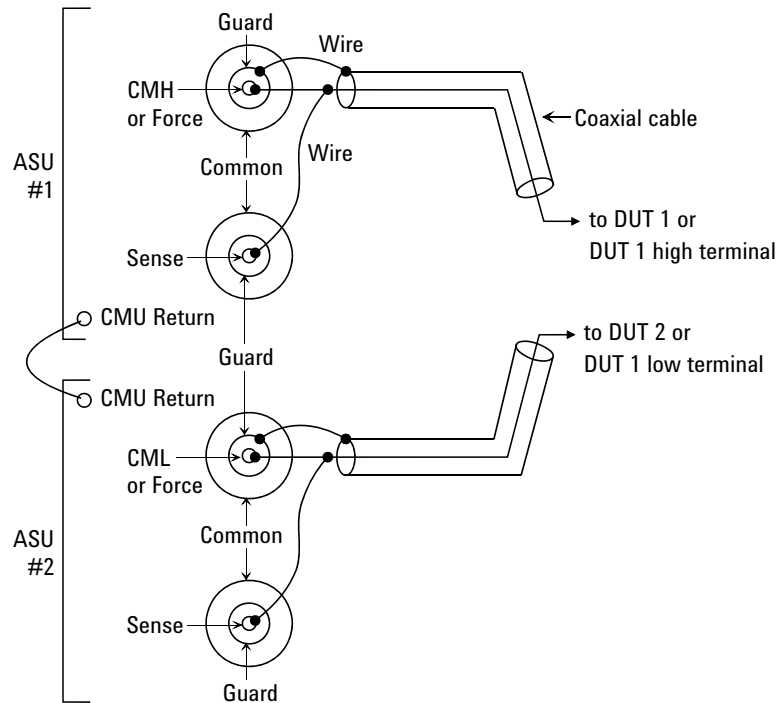 Guard
Wire
CMH
or Force
Coaxial cable
ASU
#1
Common
Wire
to DUT 1 or
DUT 1 high terminal
Sense
CMU Return
to DUT 2 or
DUT 1 low terminal
Guard
CMU Return
CML
or Force
ASU
#2
Common
Sense
Guard